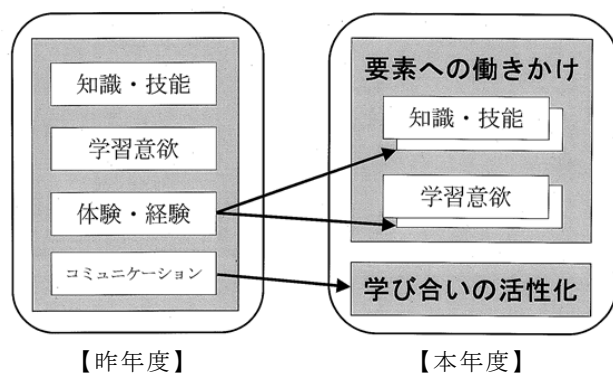 知識・技能
学習意欲
体験・経験
コミュニケーション
【昨年度】
要素への働きかけ
知識・技能
学習意欲
学び合いの活性化
【本年度】